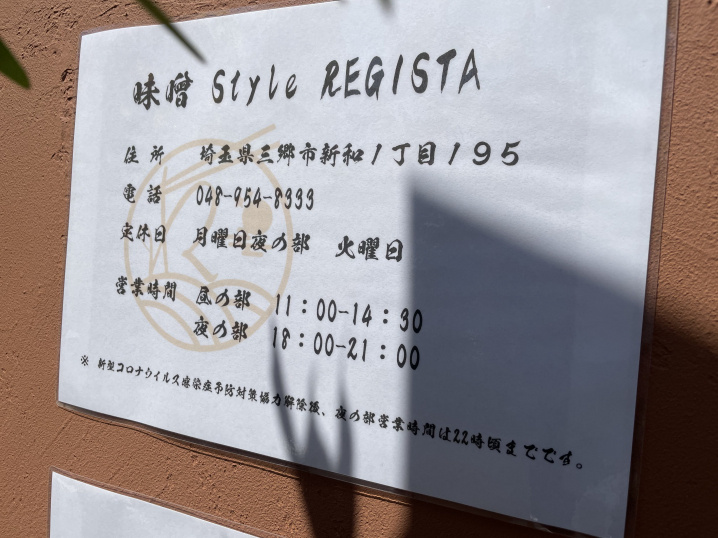 味噌 Style REGISTA
住所 埼玉県三郷市新和1丁目195
電話 048-954-8333
定休日 月曜日夜の部 火曜日
営業時間 昼の部 11:00-14:30
夜の部 18:00-21:00
※ 新型コロナウイルス感染症予防対策協力解除後、夜の部営業時間は22時頃までです。